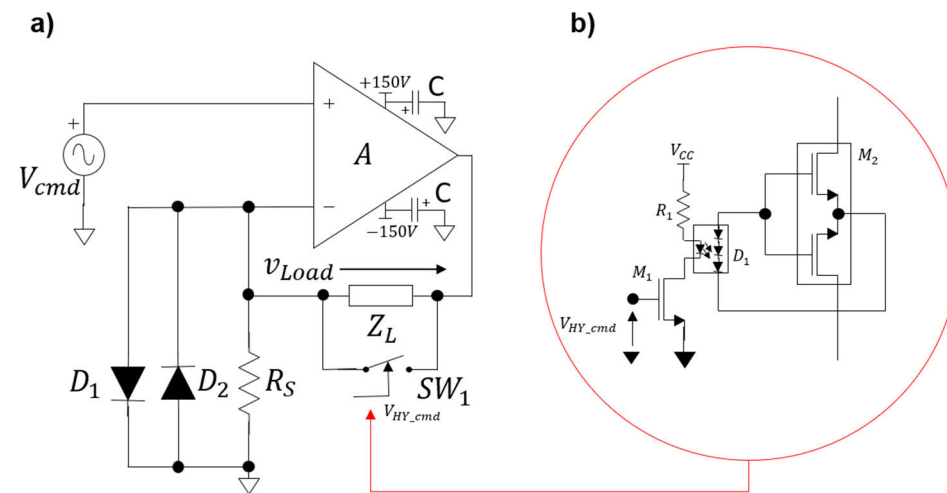 a)
b)
+150V
C
+
+
+
A
V_cmd
C
+
−
−150V
v_Load
Z_L
D_1
D_2
R_S
SW_1
V_HY_cmd
V_CC
M_2
R_1
D_1
M_1
V_HY_cmd